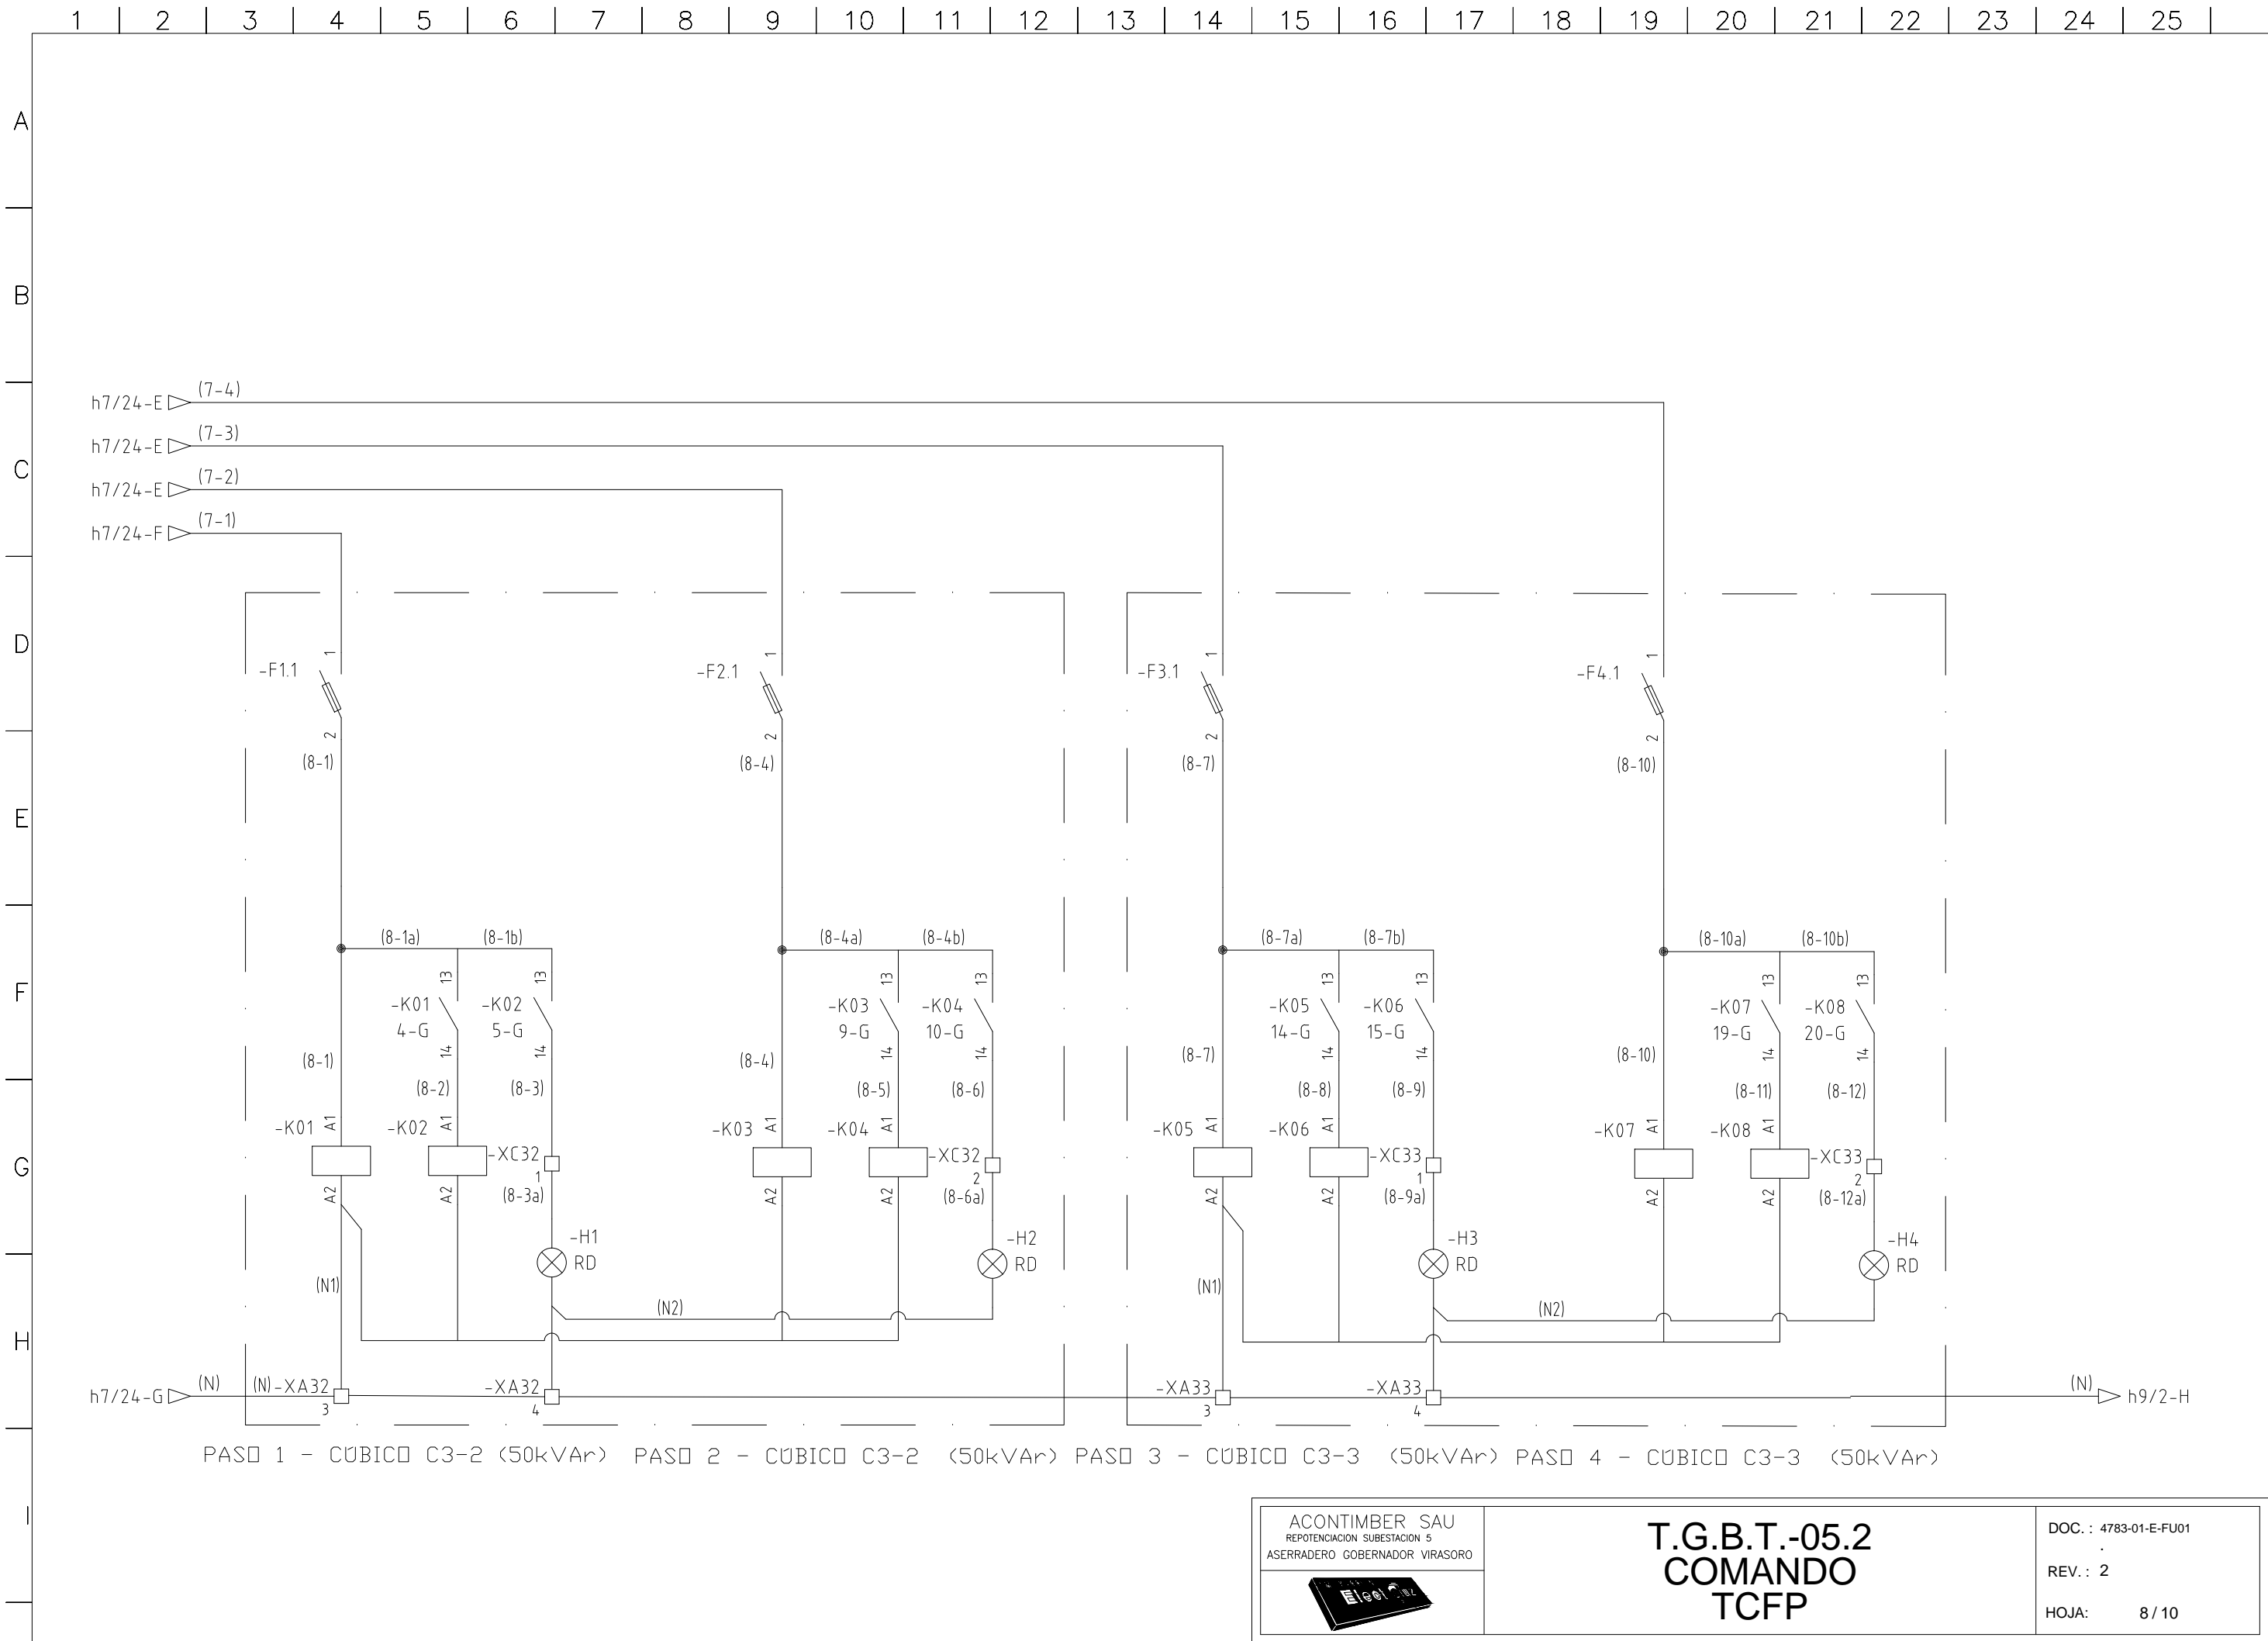 1 2 3 4 5 6 7 8 9 10 11 12 13 14 15 16 17 18 19 20 21 22 23 24 25
A
B
(7-4)
h7/24-E
(7-3)
h7/24-E
C
(7-2)
h7/24-E
(7-1)
h7/24-F
D
-F1.1 1
-F2.1 1
-F3.1 1
-F4.1 1
2 2 2 2
(8-1) (8-4) (8-7) (8-10)
E
(8-1a) (8-1b) (8-4a) (8-4b) (8-7a) (8-7b) (8-10a) (8-10b)
13 13 13 13 13 13 13 13
F
-K01 -K02 -K03 -K04 -K05 -K06 -K07 -K08
4-G 5-G 9-G 10-G 14-G 15-G 19-G 20-G
(8-1) 14 14 (8-4) 14 14 (8-7) 14 14 (8-10) 14 14
(8-2) (8-3) (8-5) (8-6) (8-8) (8-9) (8-11) (8-12)
-K01 A1 -K02 A1 -K03 A1 -K04 A1 -K05 A1 -K06 A1 -K07 A1 -K08 A1
G
-XC32 -XC32 -XC33 -XC33
1 2 1 2
A2 A2 (8-3a) A2 A2 (8-6a) A2 A2 (8-9a) A2 A2 (8-12a)
-H1 -H2 -H3 -H4
RD RD RD RD
(N1) (N2) (N1) (N2)
H
h7/24-G (N) (N) -XA32 -XA32 -XA33 -XA33 (N) h9/2-H
3 4 3 4
PASO 1 - CÚBICO C3-2 (50kVAr) PASO 2 - CÚBICO C3-2 (50kVAr) PASO 3 - CÚBICO C3-3 (50kVAr) PASO 4 - CÚBICO C3-3 (50kVAr)
I
ACONTIMBER SAU
REPOTENCIACION SUBESTACION 5
ASERRADERO GOBERNADOR VIRASORO
T.G.B.T.-05.2
COMANDO
TCFP
DOC. : 4783-01-E-FU01
.
REV. : 2
HOJA: 8 / 10